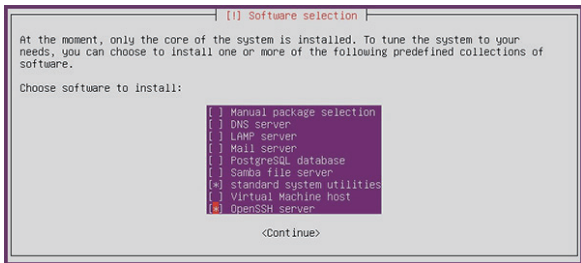 [!] Software selection
At the moment, only the core of the system is installed. To tune the system to your
needs, you can choose to install one or more of the following predefined collections of
software.
Choose software to install:
[ ] Manual package selection
[ ] DNS server
[ ] LAMP server
[ ] Mail server
[ ] PostgreSQL database
[ ] Samba file server
[*] standard system utilities
[ ] Virtual Machine host
[*] OpenSSH server
<Continue>